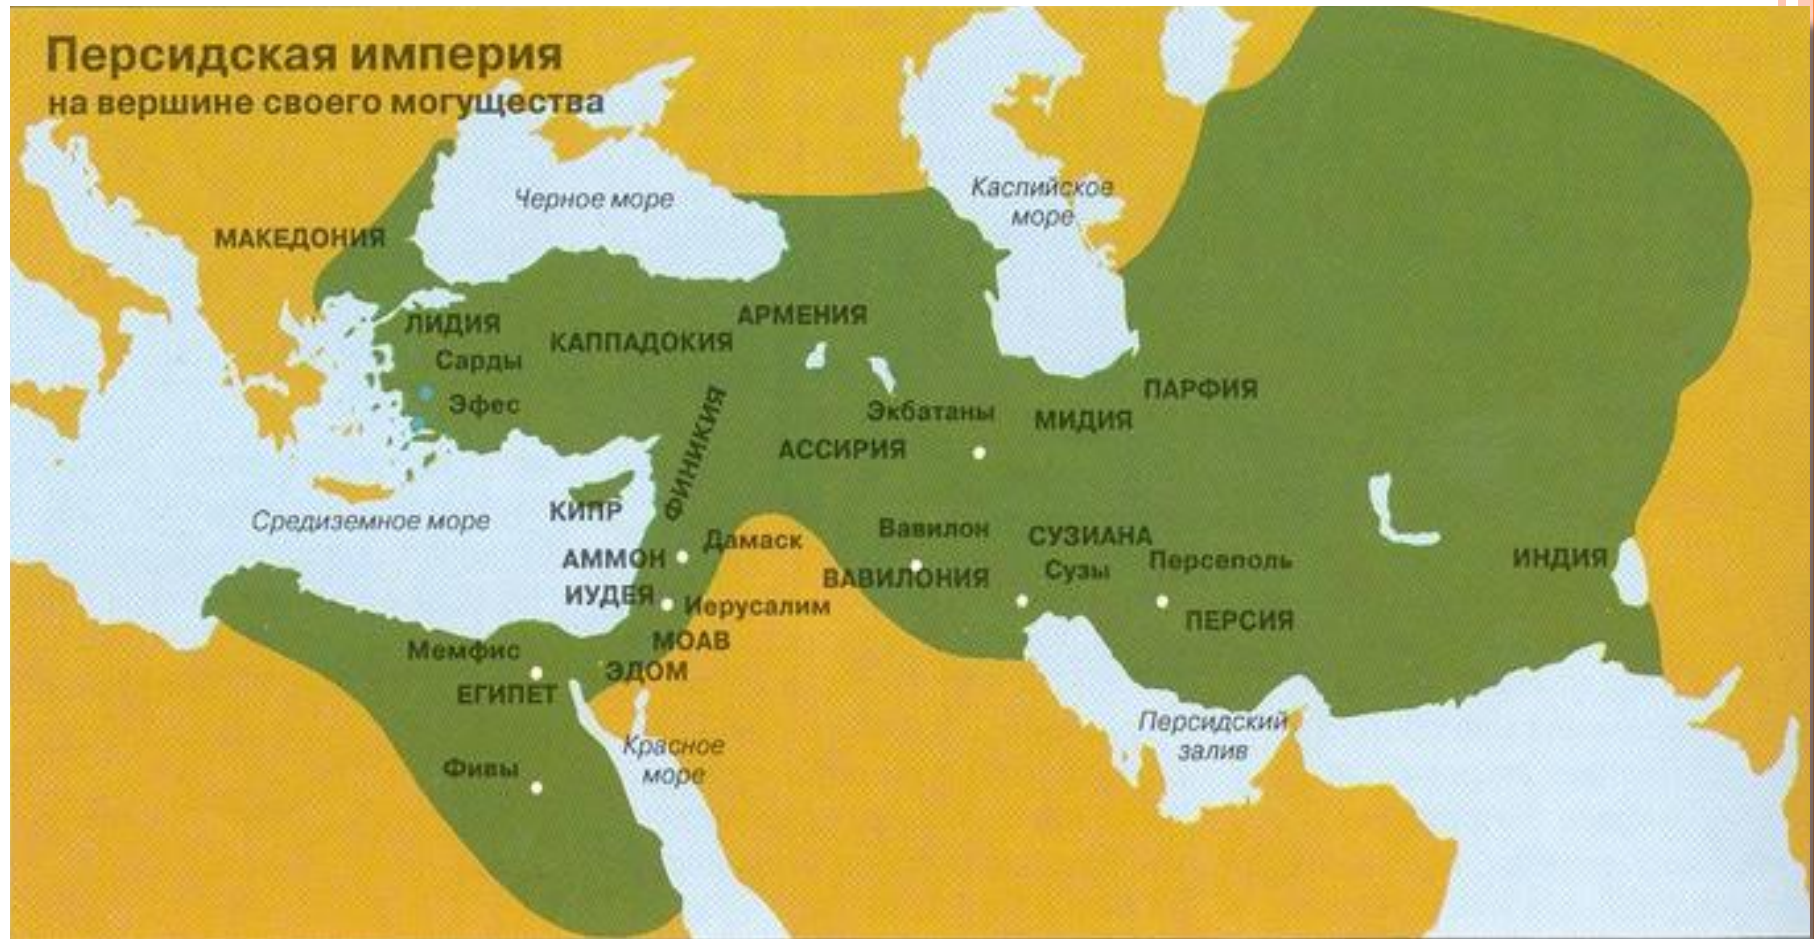 Персидская империя
на вершине своего могущества
Черное море
Каспийское
море
МАКЕДОНИЯ
АРМЕНИЯ
ЛИДИЯ
КАППАДОКИЯ
Сарды
ПАРФИЯ
Эфес
Экбатаны
МИДИЯ
ФИНИКИЯ
АССИРИЯ
Средиземное море
КИПР
Дамаск
Вавилон
СУЗИАНА
АММОН
Сузы
Персеполь
ИНДИЯ
ВАВИЛОНИЯ
ИУДЕЯ
Иерусалим
ПЕРСИЯ
МОАВ
Мемфис
ЭДОМ
ЕГИПЕТ
Персидский
залив
Красное
море
Фивы